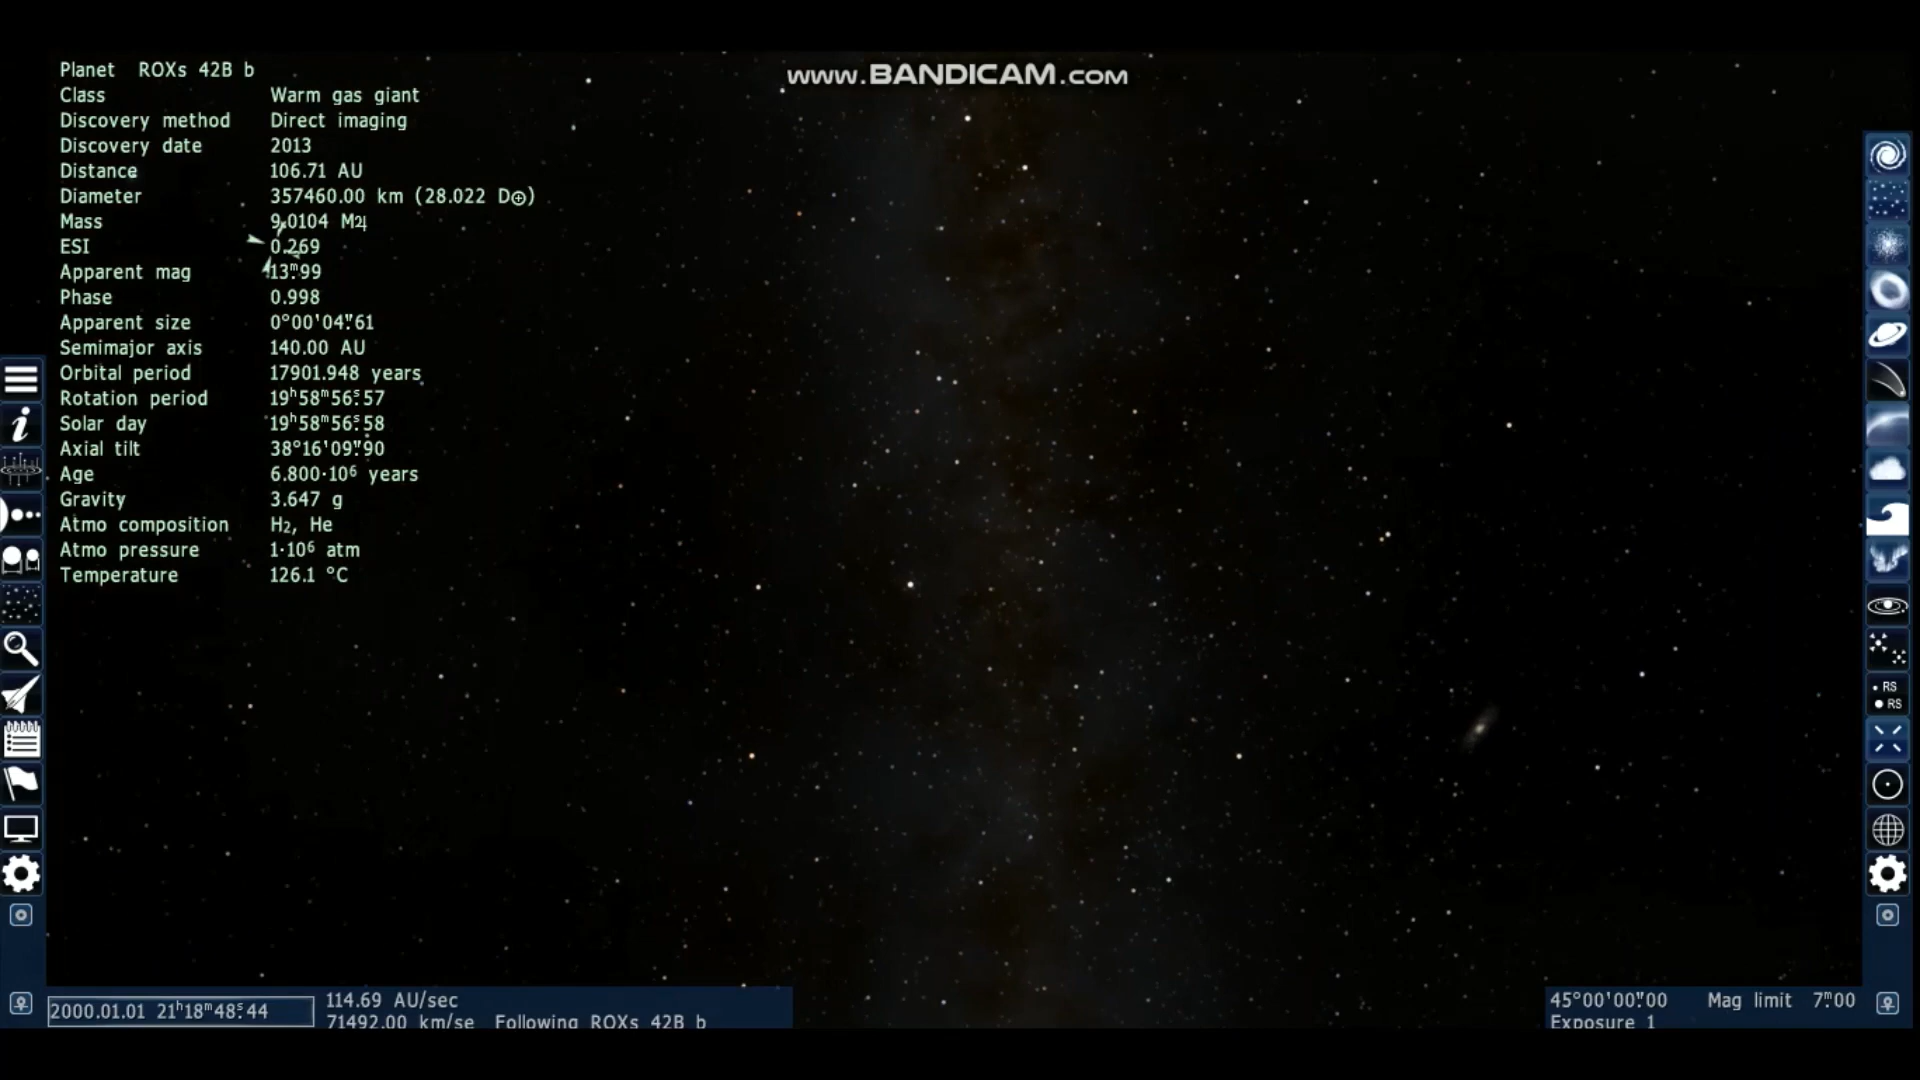 www.BANDICAM.com
Planet ROXs 42B b
Class Warm gas giant
Discovery method Direct imaging
Discovery date 2013
Distance 106.71 AU
Diameter 357460.00 km (28.022 D⊕)
Mass 9.0104 M♃
ESI 0.269
Apparent mag 13ᵐ99
Phase 0.998
Apparent size 0°00'04"61
Semimajor axis 140.00 AU
Orbital period 17901.948 years
Rotation period 19ʰ58ᵐ56ˢ57
Solar day 19ʰ58ᵐ56ˢ58
Axial tilt 38°16'09"90
Age 6.800·10⁶ years
Gravity 3.647 g
Atmo composition H₂, He
Atmo pressure 1·10⁶ atm
Temperature 126.1 °C
RS
RS
2000.01.01 21ʰ18ᵐ48ˢ44
114.69 AU/sec
71492.00 km/se Following ROXs 42B b
45°00'00"00 Mag limit 7ᵐ00
Exposure 1